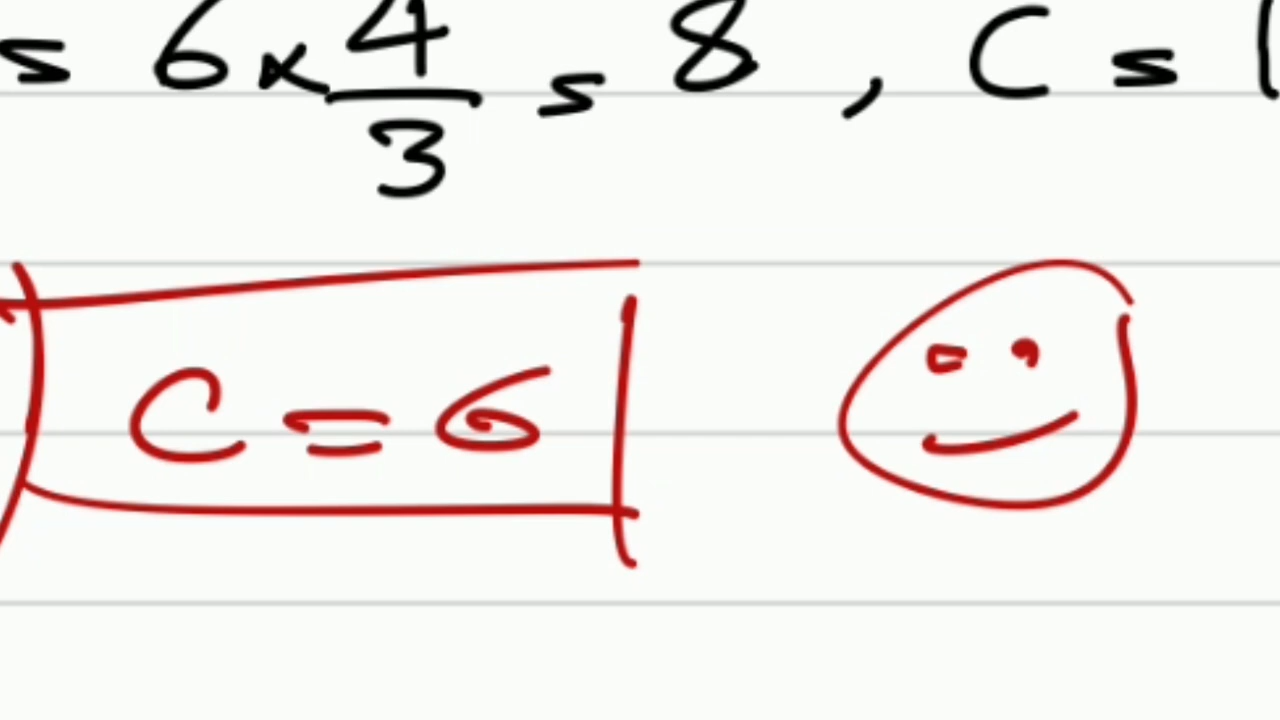 = 6 × 4/3 = 8 , C =
C = 6